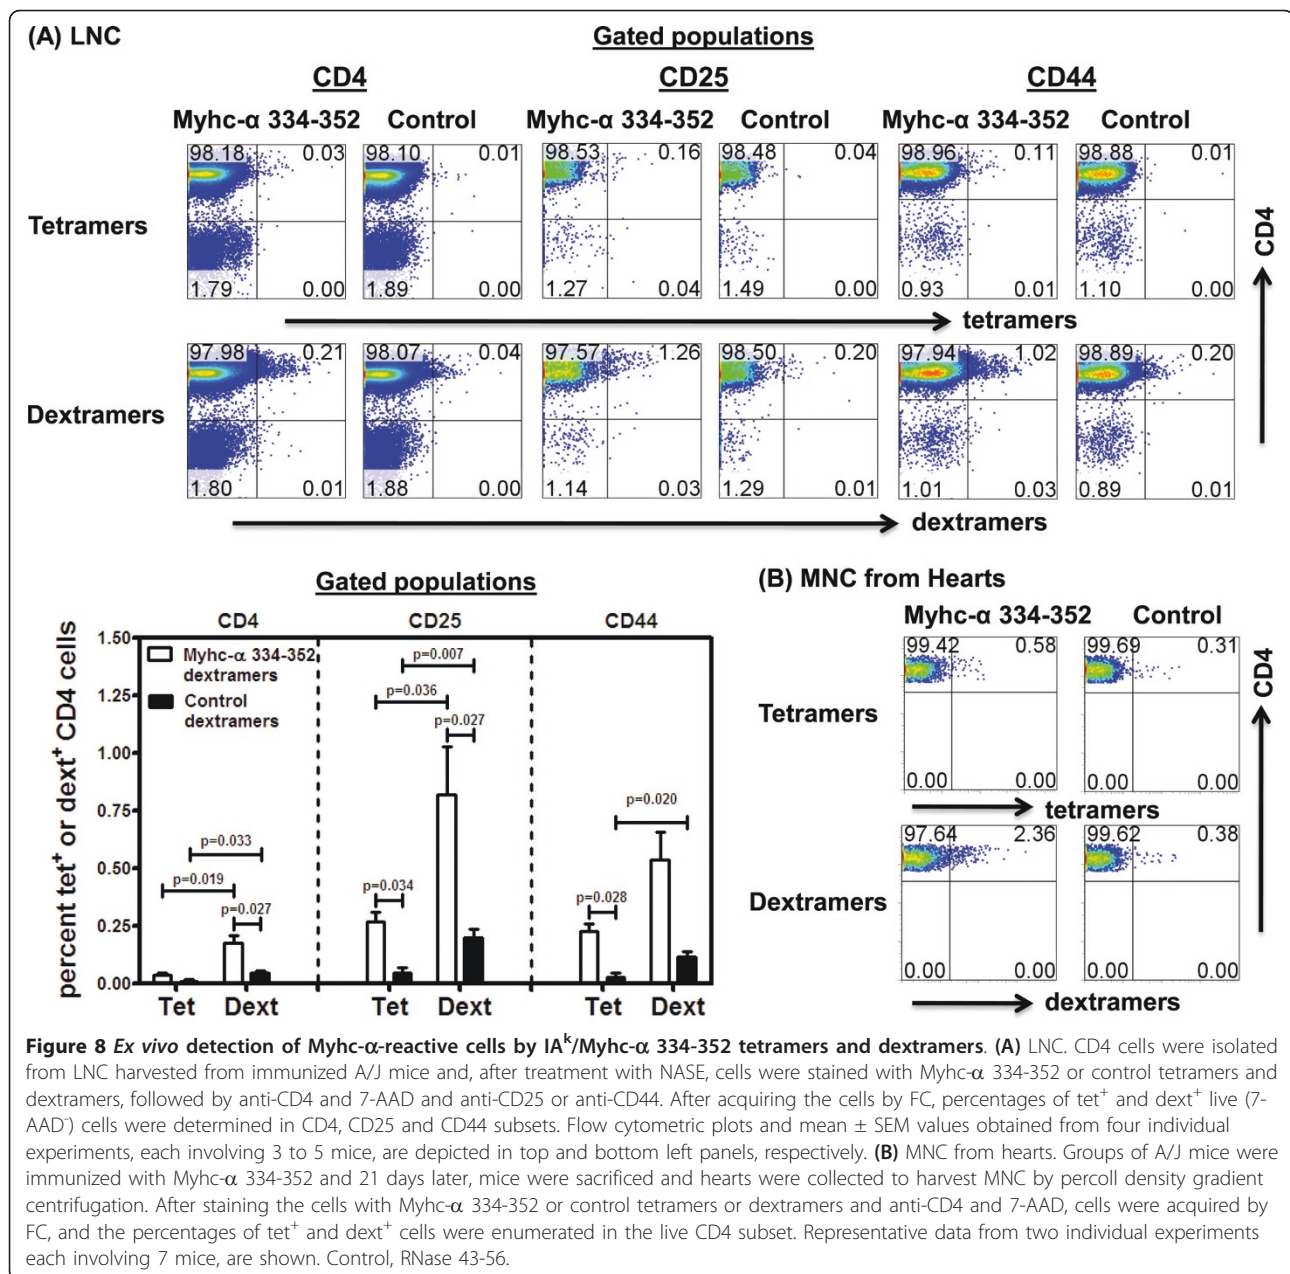 (A) LNC
Gated populations
CD4 CD25 CD44
Myhc-α 334-352 Control Myhc-α 334-352 Control Myhc-α 334-352 Control
98.18 0.03 98.10 0.01 98.53 0.16 98.48 0.04 98.96 0.11 98.88 0.01
Tetramers
CD4
1.79 0.00 1.89 0.00 1.27 0.04 1.49 0.00 0.93 0.01 1.10 0.00
tetramers
97.98 0.21 98.07 0.04 97.57 1.26 98.50 0.20 97.94 1.02 98.89 0.20
Dextramers
1.80 0.01 1.88 0.00 1.14 0.03 1.29 0.01 1.01 0.03 0.89 0.01
dextramers
Gated populations
CD4 CD25 CD44
percent tet⁺ or dext⁺ CD4 cells
1.50
1.25
1.00
0.75
0.50
0.25
0.00
Myhc-α 334-352
dextramers
Control
dextramers
p=0.007
p=0.036
p=0.027
p=0.020
p=0.033
p=0.019
p=0.027
p=0.034
p=0.028
Tet Dext Tet Dext Tet Dext
(B) MNC from Hearts
Myhc-α 334-352 Control
99.42 0.58 99.69 0.31
Tetramers
CD4
0.00 0.00 0.00 0.00
tetramers
97.64 2.36 99.62 0.38
Dextramers
0.00 0.00 0.00 0.00
dextramers
Figure 8 Ex vivo detection of Myhc-α-reactive cells by IAᵏ/Myhc-α 334-352 tetramers and dextramers. (A) LNC. CD4 cells were isolated
from LNC harvested from immunized A/J mice and, after treatment with NASE, cells were stained with Myhc-α 334-352 or control tetramers and
dextramers, followed by anti-CD4 and 7-AAD and anti-CD25 or anti-CD44. After acquiring the cells by FC, percentages of tet⁺ and dext⁺ live (7-
AAD⁻) cells were determined in CD4, CD25 and CD44 subsets. Flow cytometric plots and mean ± SEM values obtained from four individual
experiments, each involving 3 to 5 mice, are depicted in top and bottom left panels, respectively. (B) MNC from hearts. Groups of A/J mice were
immunized with Myhc-α 334-352 and 21 days later, mice were sacrificed and hearts were collected to harvest MNC by percoll density gradient
centrifugation. After staining the cells with Myhc-α 334-352 or control tetramers or dextramers and anti-CD4 and 7-AAD, cells were acquired by
FC, and the percentages of tet⁺ and dext⁺ cells were enumerated in the live CD4 subset. Representative data from two individual experiments
each involving 7 mice, are shown. Control, RNase 43-56.